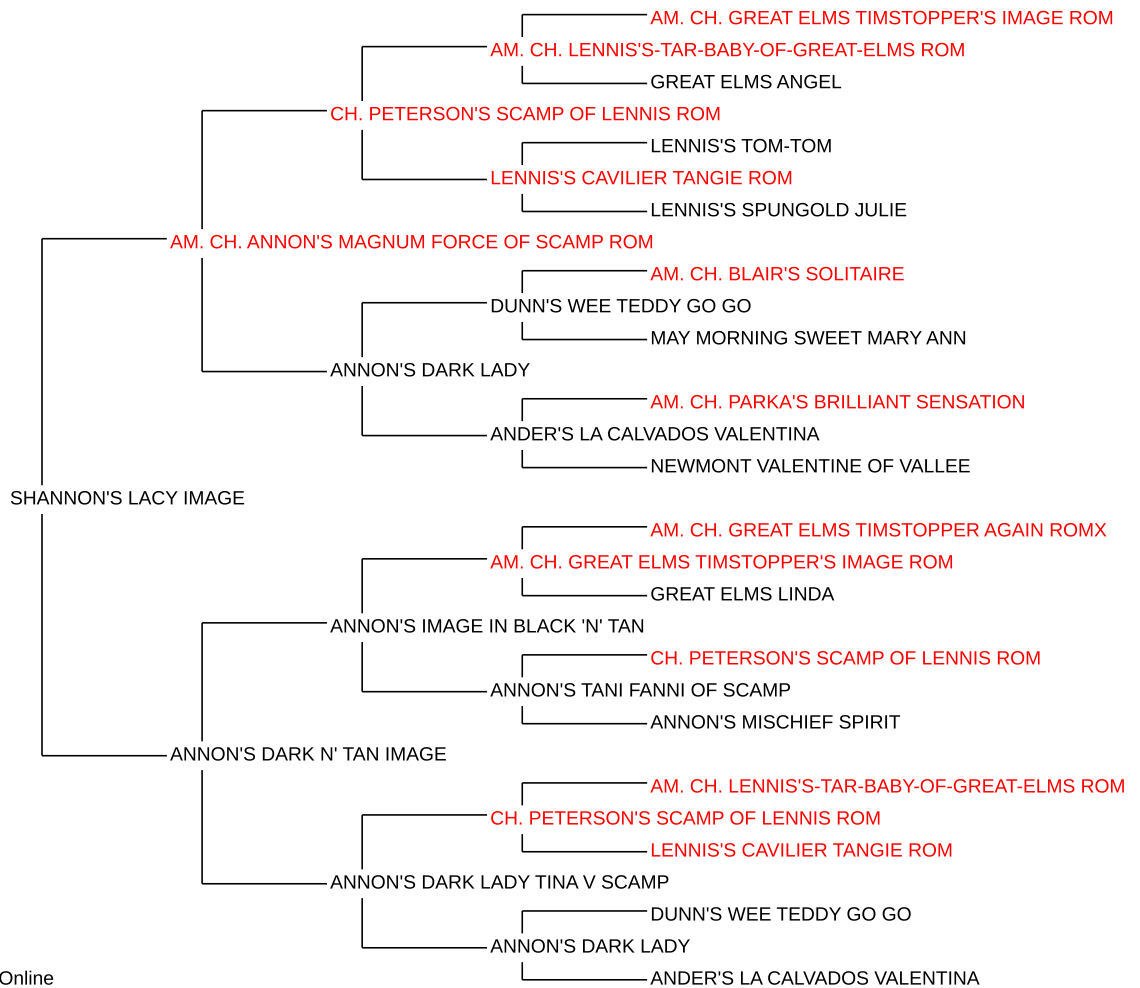 AM. CH. GREAT ELMS TIMSTOPPER'S IMAGE ROM
AM. CH. LENNIS'S-TAR-BABY-OF-GREAT-ELMS ROM
GREAT ELMS ANGEL
CH. PETERSON'S SCAMP OF LENNIS ROM
LENNIS'S TOM-TOM
LENNIS'S CAVILIER TANGIE ROM
LENNIS'S SPUNGOLD JULIE
AM. CH. ANNON'S MAGNUM FORCE OF SCAMP ROM
AM. CH. BLAIR'S SOLITAIRE
DUNN'S WEE TEDDY GO GO
MAY MORNING SWEET MARY ANN
ANNON'S DARK LADY
AM. CH. PARKA'S BRILLIANT SENSATION
ANDER'S LA CALVADOS VALENTINA
NEWMONT VALENTINE OF VALLEE
SHANNON'S LACY IMAGE
AM. CH. GREAT ELMS TIMSTOPPER AGAIN ROMX
AM. CH. GREAT ELMS TIMSTOPPER'S IMAGE ROM
GREAT ELMS LINDA
ANNON'S IMAGE IN BLACK 'N' TAN
CH. PETERSON'S SCAMP OF LENNIS ROM
ANNON'S TANI FANNI OF SCAMP
ANNON'S MISCHIEF SPIRIT
ANNON'S DARK N' TAN IMAGE
AM. CH. LENNIS'S-TAR-BABY-OF-GREAT-ELMS ROM
CH. PETERSON'S SCAMP OF LENNIS ROM
LENNIS'S CAVILIER TANGIE ROM
ANNON'S DARK LADY TINA V SCAMP
DUNN'S WEE TEDDY GO GO
ANNON'S DARK LADY
ANDER'S LA CALVADOS VALENTINA
Online